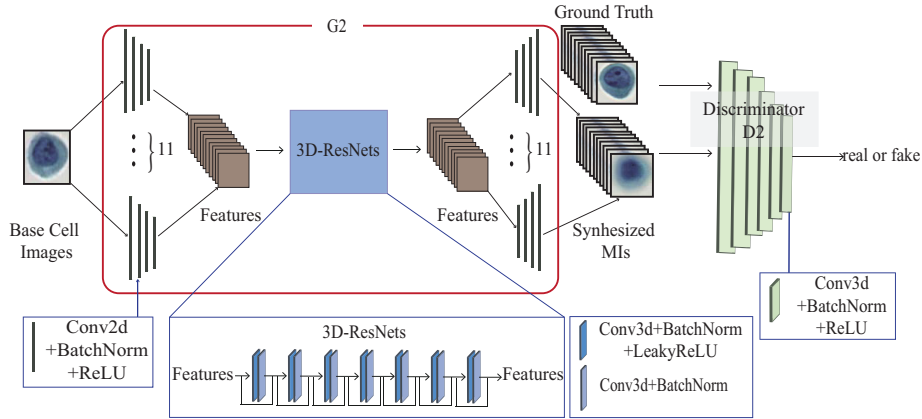 G2
Ground Truth
Features
} 11
3D-ResNets
} 11
Discriminator
D2
real or fake
Base Cell
Images
Features
Features
Synhesized
MIs
Conv2d
+BatchNorm
+ReLU
3D-ResNets
Features
Features
Conv3d+BatchNorm
+LeakyReLU
Conv3d+BatchNorm
Conv3d
+BatchNorm
+ReLU